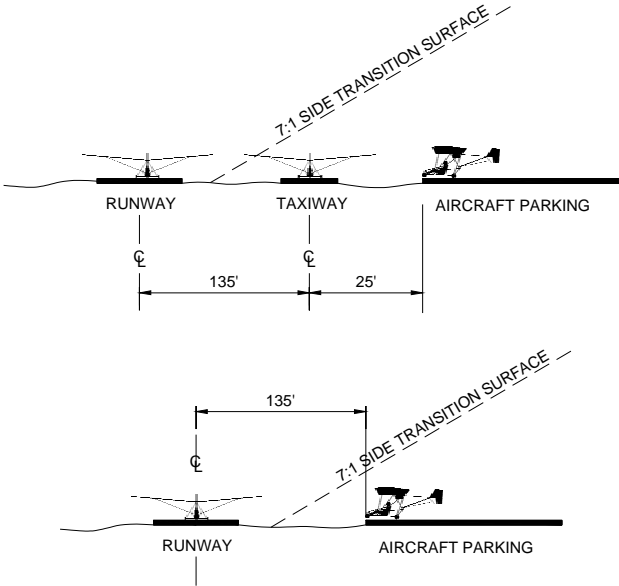 7:1 SIDE TRANSITION SURFACE
RUNWAY
TAXIWAY
AIRCRAFT PARKING
℄
℄
135'
25'
7:1 SIDE TRANSITION SURFACE
135'
℄
RUNWAY
AIRCRAFT PARKING